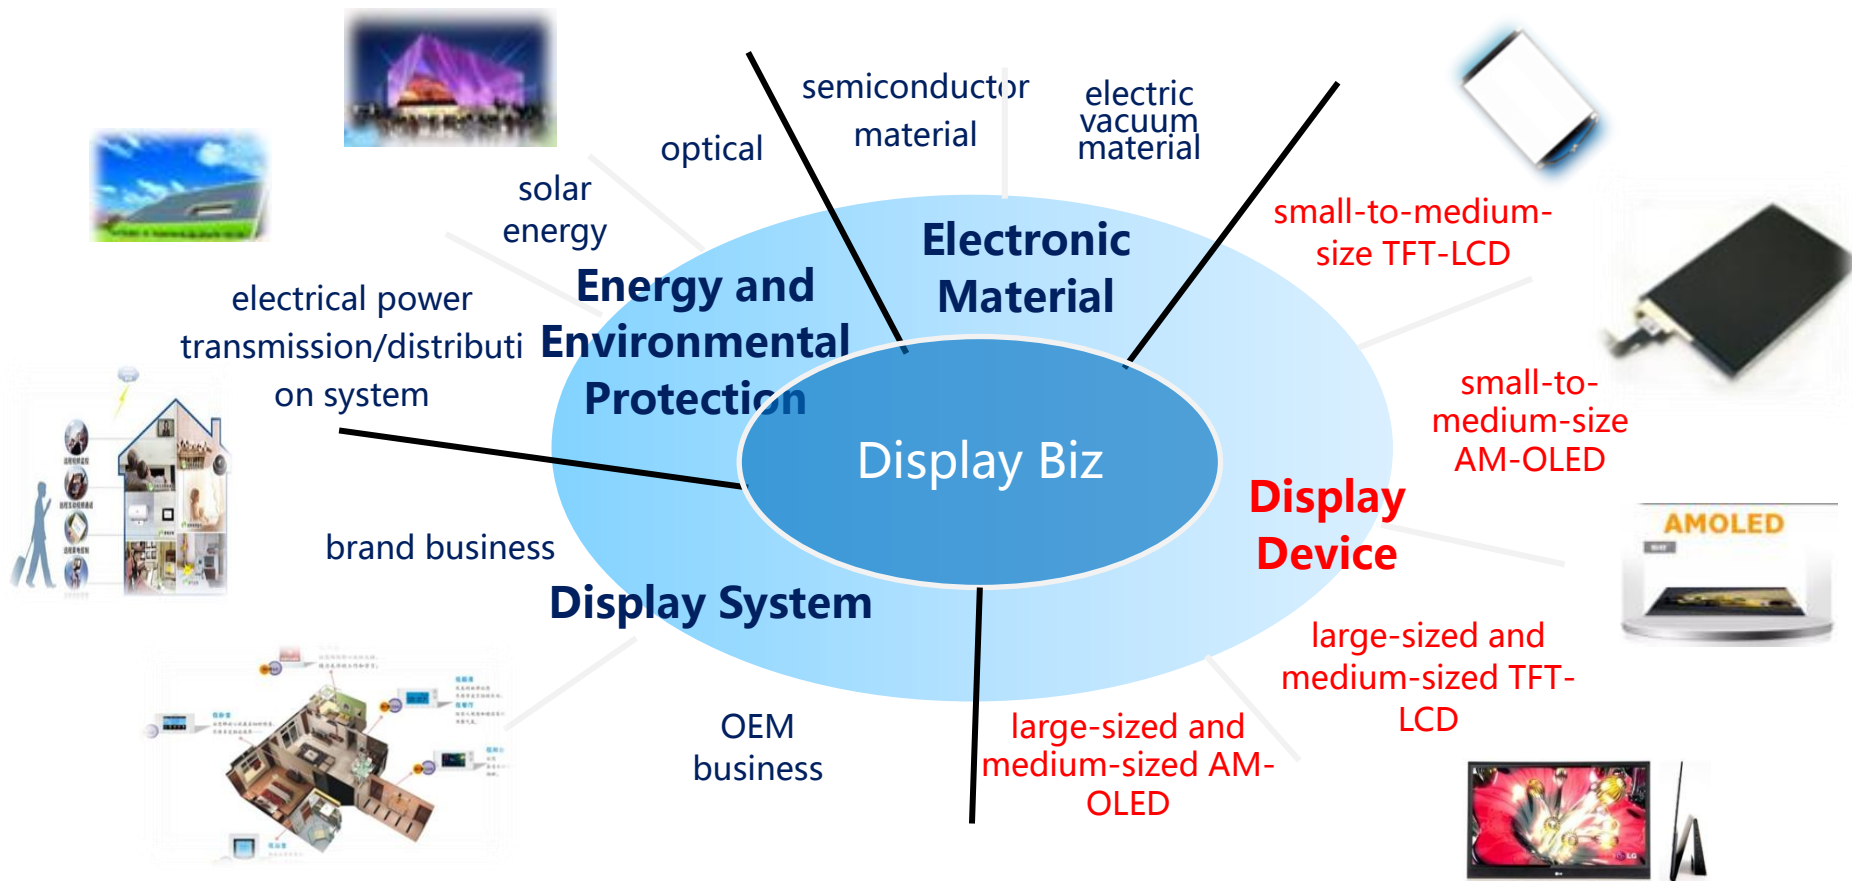 semiconductor
material
electric
vacuum
material
optical
solar
energy
small-to-medium-
size TFT-LCD
Electronic
Material
Energy and
Environmental
Protection
electrical power
transmission/distributi
on system
small-to-
medium-size
AM-OLED
Display Biz
Display
Device
AMOLED
brand business
Display System
large-sized and
medium-sized TFT-
LCD
OEM
business
large-sized and
medium-sized AM-
OLED
LG